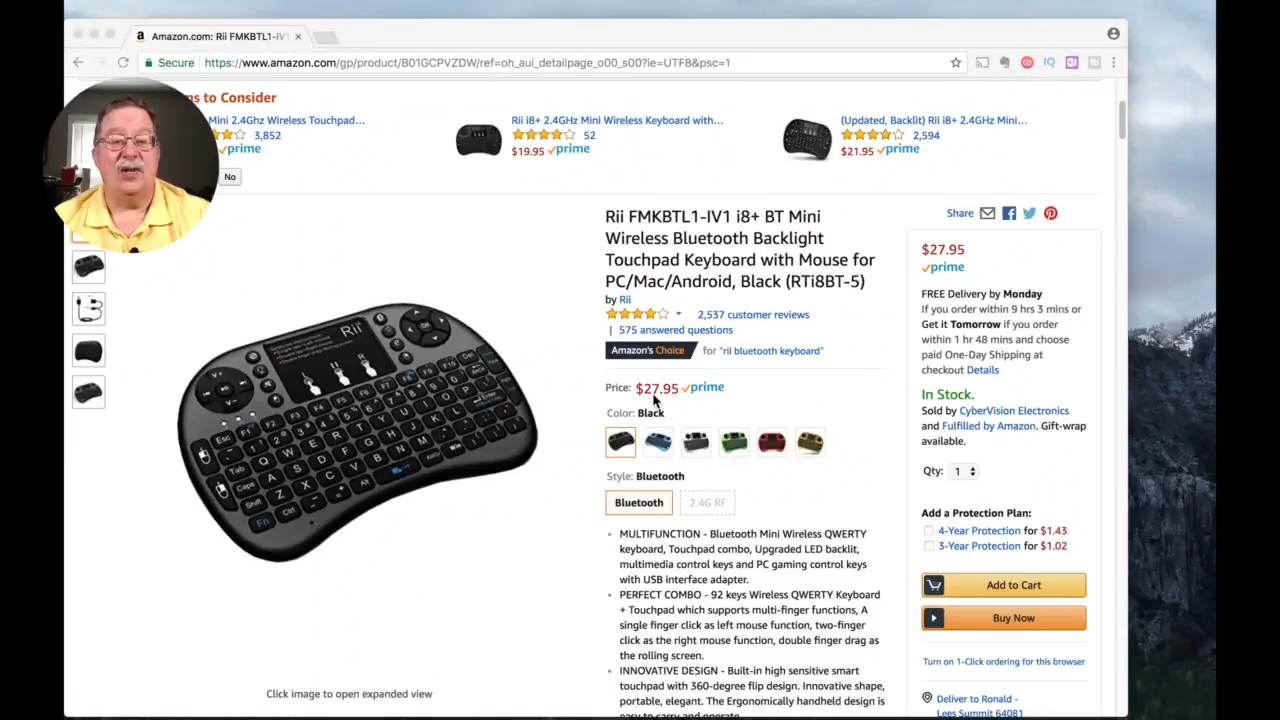 Amazon.com: Rii FMKBTL1-IV1
Secure https://www.amazon.com/gp/product/B01GCPVZDW/ref=oh_aui_detailpage_o00_s00?ie=UTF8&psc=1
to Consider
Mini 2.4Ghz Wireless Touchpad…
3,852
prime
Rii i8+ 2.4GHz Mini Wireless Keyboard with…
52
$19.95 prime
(Updated, Backlit) Rii i8+ 2.4GHz Mini…
2,594
$21.95 prime
No
Rii FMKBTL1-IV1 i8+ BT Mini
Wireless Bluetooth Backlight
Touchpad Keyboard with Mouse for
PC/Mac/Android, Black (RTi8BT-5)
by Rii
2,537 customer reviews
| 575 answered questions
Amazon's Choice for "rii bluetooth keyboard"
Price: $27.95 prime
Color: Black
Style: Bluetooth
Bluetooth 2.4G RF
MULTIFUNCTION - Bluetooth Mini Wireless QWERTY
keyboard, Touchpad combo, Upgraded LED backlit,
multimedia control keys and PC gaming control keys
with USB interface adapter.
PERFECT COMBO - 92 keys Wireless QWERTY Keyboard
+ Touchpad which supports multi-finger functions, A
single finger click as left mouse function, two-finger
click as the right mouse function, double finger drag as
the rolling screen.
INNOVATIVE DESIGN - Built-in high sensitive smart
touchpad with 360-degree flip design. Innovative shape,
portable, elegant. The Ergonomically handheld design is
easy to carry and operate
Share
$27.95
prime
FREE Delivery by Monday
If you order within 9 hrs 3 mins or
Get it Tomorrow if you order
within 1 hr 48 mins and choose
paid One-Day Shipping at
checkout Details
In Stock.
Sold by CyberVision Electronics
and Fulfilled by Amazon. Gift-wrap
available.
Qty: 1
Add a Protection Plan:
4-Year Protection for $1.43
3-Year Protection for $1.02
Add to Cart
Buy Now
Turn on 1-Click ordering for this browser
Deliver to Ronald -
Lees Summit 64081
Rii
Click image to open expanded view